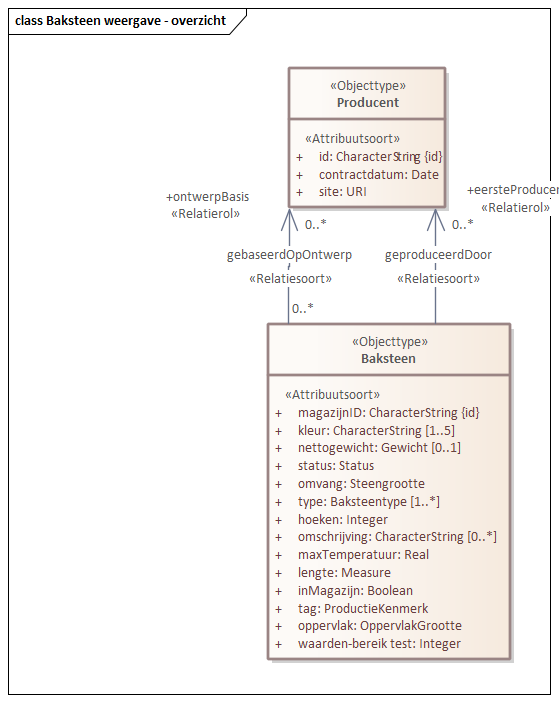 class Baksteen weergave - overzicht
«Objecttype»
Producent
«Attribuutsoort»
+ id: CharacterString {id}
+ contractdatum: Date
+ site: URI
+ontwerpBasis
«Relatierol»
+eersteProducen
«Relatierol»
0..*
0..*
gebaseerdOpOntwerp
«Relatiesoort»
geproduceerdDoor
«Relatiesoort»
0..*
«Objecttype»
Baksteen
«Attribuutsoort»
+ magazijnID: CharacterString {id}
+ kleur: CharacterString [1..5]
+ nettogewicht: Gewicht [0..1]
+ status: Status
+ omvang: Steengrootte
+ type: Baksteentype [1..*]
+ hoeken: Integer
+ omschrijving: CharacterString [0..*]
+ maxTemperatuur: Real
+ lengte: Measure
+ inMagazijn: Boolean
+ tag: ProductieKenmerk
+ oppervlak: OppervlakGrootte
+ waarden-bereik test: Integer